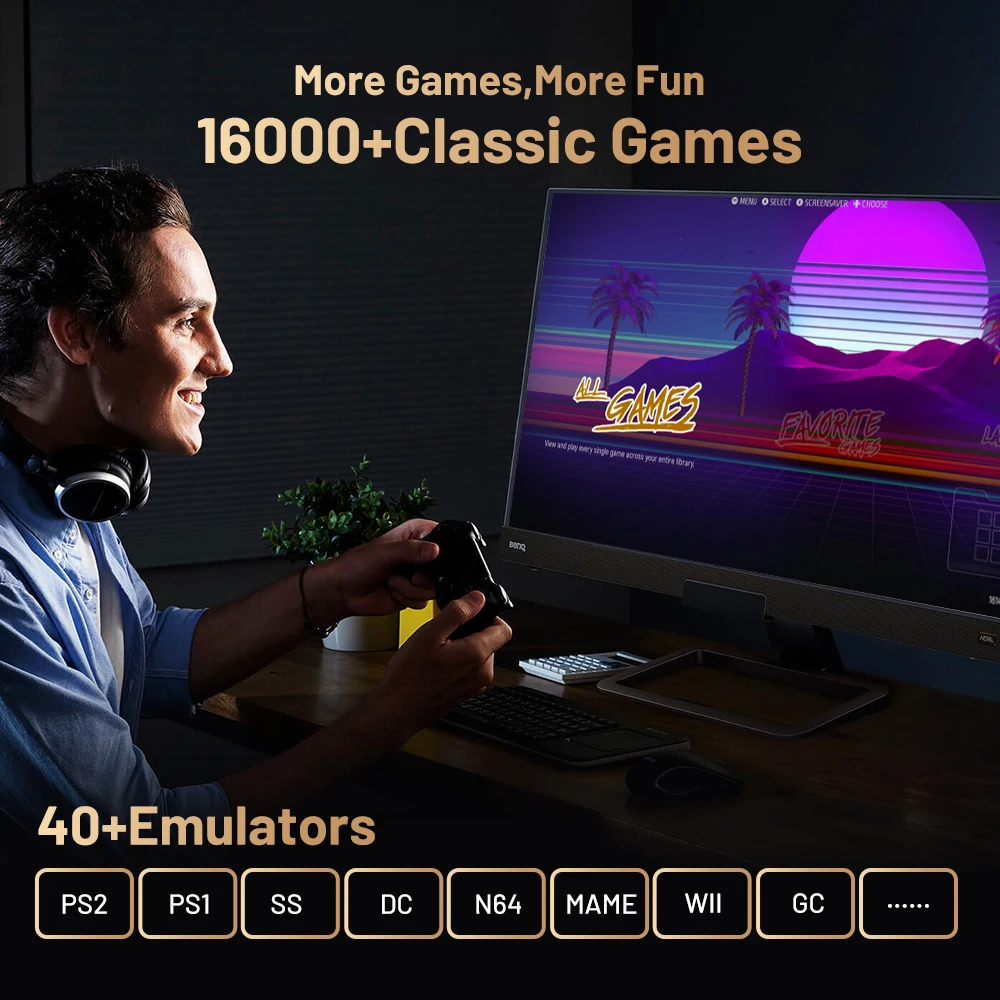 More Games,More Fun
16000+Classic Games
MENU SELECT SCREENSAVER CHOOSE
ALL GAMES
FAVORITE GAMES
View and play every single game across your entire library.
BenQ
40+Emulators
PS2 PS1 SS DC N64 MAME WII GC ······